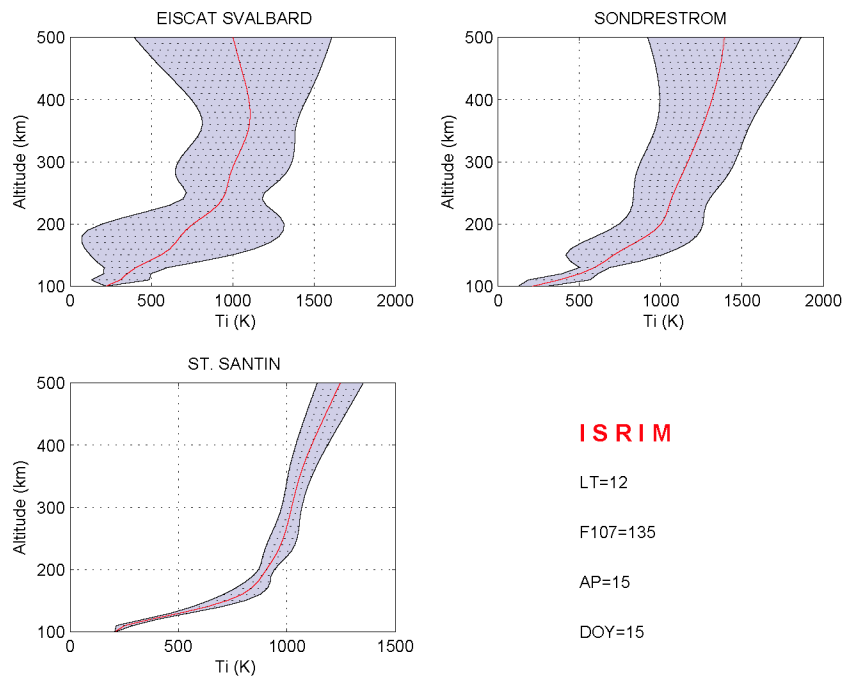 EISCAT SVALBARD
500
400
300
200
100
Altitude (km)
0 500 1000 1500 2000
Ti (K)
SONDRESTROM
500
400
300
200
100
Altitude (km)
0 500 1000 1500 2000
Ti (K)
ST. SANTIN
500
400
300
200
100
Altitude (km)
0 500 1000 1500
Ti (K)
I S R I M
LT=12
F107=135
AP=15
DOY=15